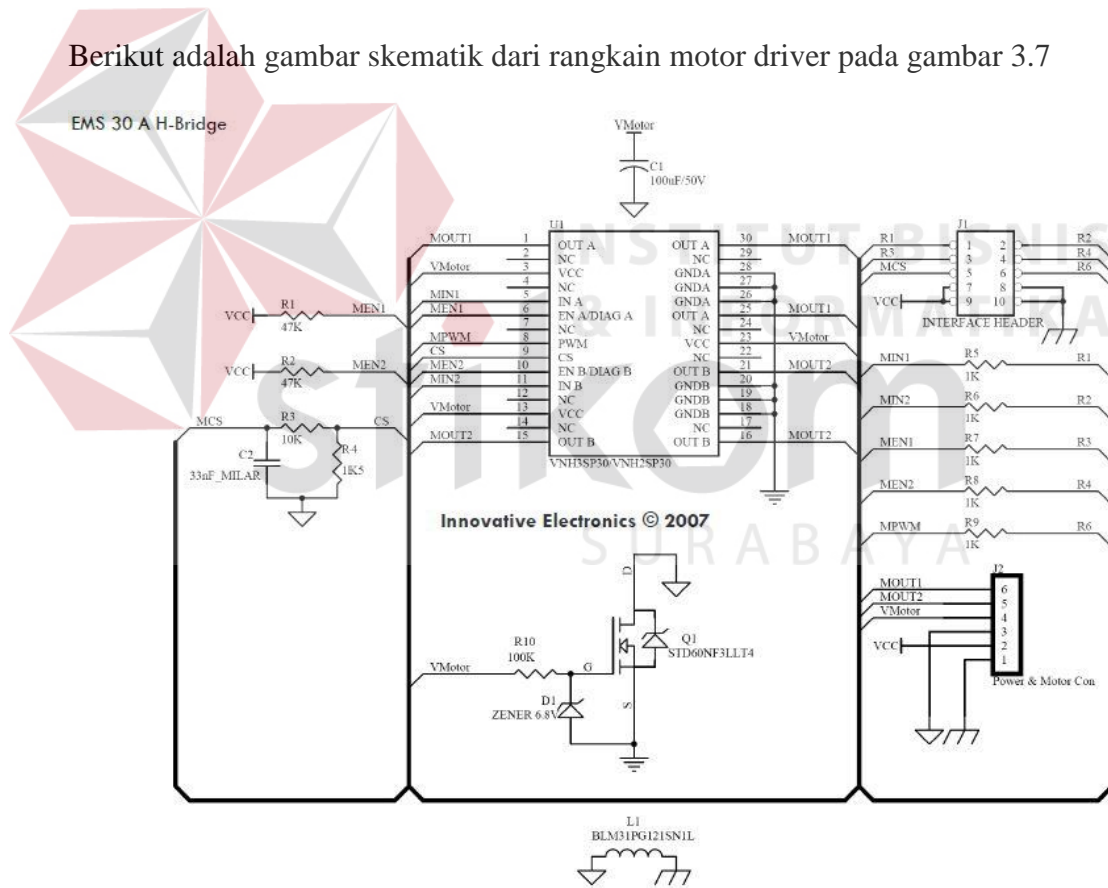 Berikut adalah gambar skematik dari rangkain motor driver pada gambar 3.7
EMS 30 A H-Bridge
VMotor
C1
100uF/50V
INSTITUT BISNIS
& INFORMATIKA
stikom
SURABAYA
U1
MOUT1 1 OUT A
2 NC
VMotor 3 VCC
4 NC
MIN1 5 IN A
MEN1 6 EN A/DIAG A
7 NC
MPWM 8 PWM
CS 9 CS
MEN2 10 EN B/DIAG B
MIN2 11 IN B
12 NC
VMotor 13 VCC
14 NC
MOUT2 15 OUT B
OUT A 30 MOUT1
NC 29
GNDA 28
GNDA 27
GNDA 26
OUT A 25 MOUT1
NC 24
VCC 23 VMotor
NC 22
OUT B 21 MOUT2
GNDB 20
GNDB 19
GNDB 18
NC 17
OUT B 16 MOUT2
VNH3SP30/VNH2SP30
VCC R1 MEN1
47K
VCC R2 MEN2
47K
MCS R3 CS
10K
C2
33nF_MILAR
R4
1K5
J1
R1 1 2 R2
R3 3 4 R4
MCS 5 6 R6
7 8
VCC 9 10
INTERFACE HEADER
MIN1 R5 R1
1K
MIN2 R6 R2
1K
MEN1 R7 R3
1K
MEN2 R8 R4
1K
MPWM R9 R6
1K
Innovative Electronics © 2007
D
Q1
STD60NF3LLT4
R10
100K
VMotor
G
D1
ZENER 6.8V
S
J2
MOUT1 6
MOUT2 5
VMotor 4
3
VCC 2
1
Power & Motor Con
L1
BLM31PG121SN1L